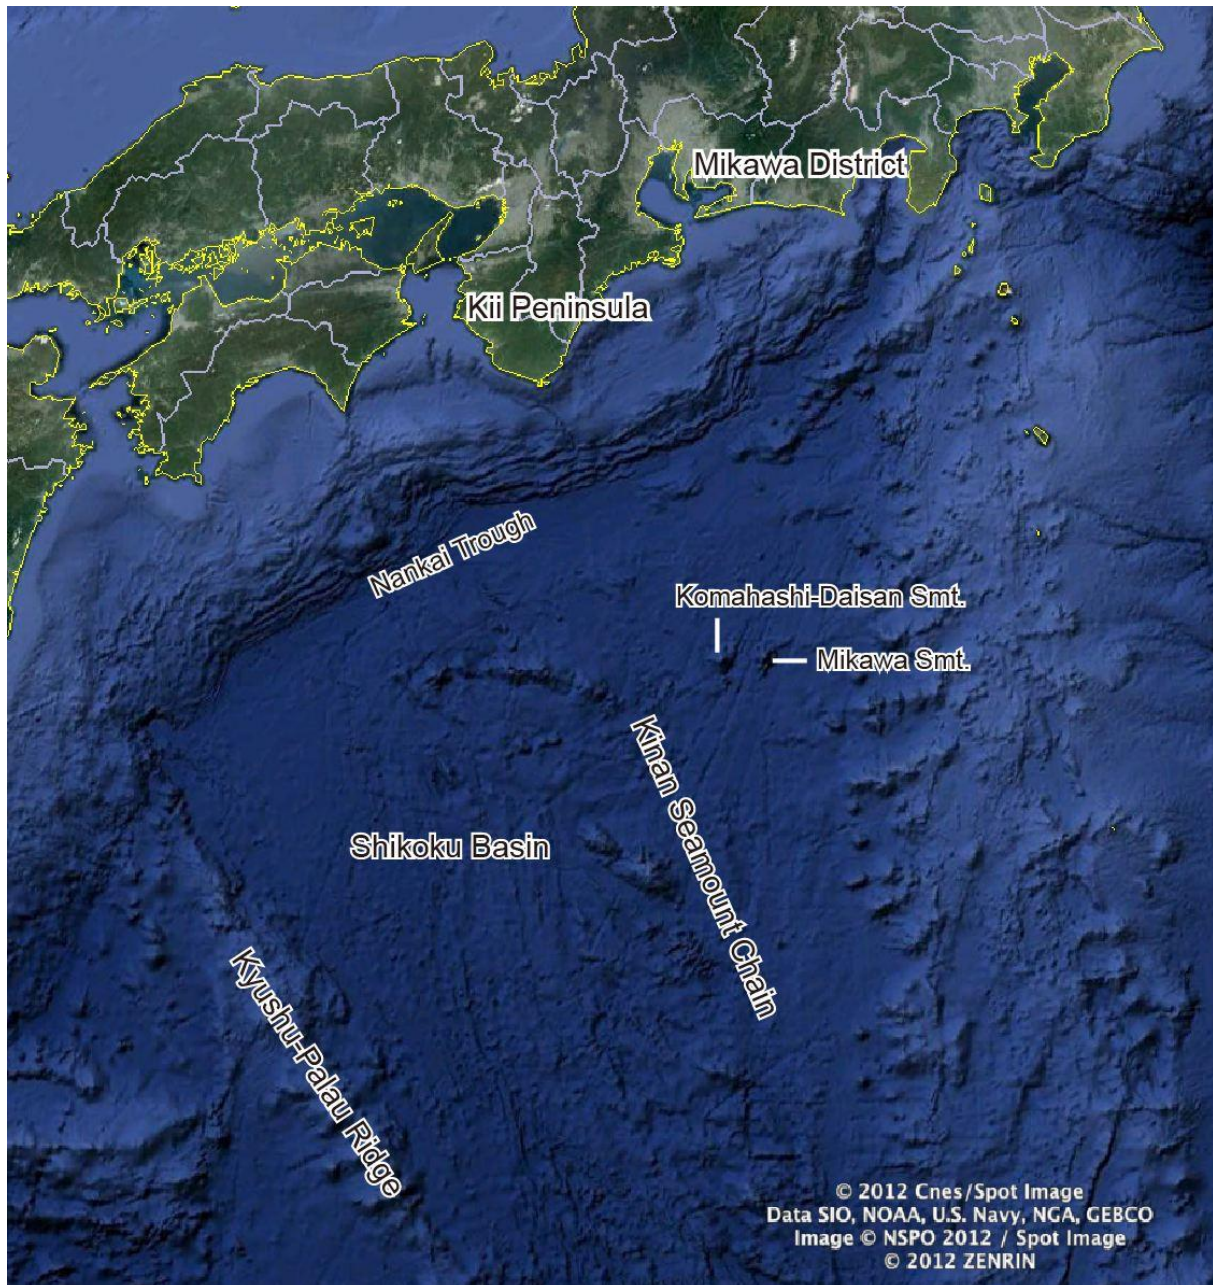 Mikawa District
Kii Peninsula
Nankai Trough
Komahashi-Daisan Smt.
Mikawa Smt.
Kinan Seamount Chain
Shikoku Basin
Kyushu-Palau Ridge
© 2012 Cnes/Spot Image
Data SIO, NOAA, U.S. Navy, NGA, GEBCO
Image © NSPO 2012 / Spot Image
© 2012 ZENRIN